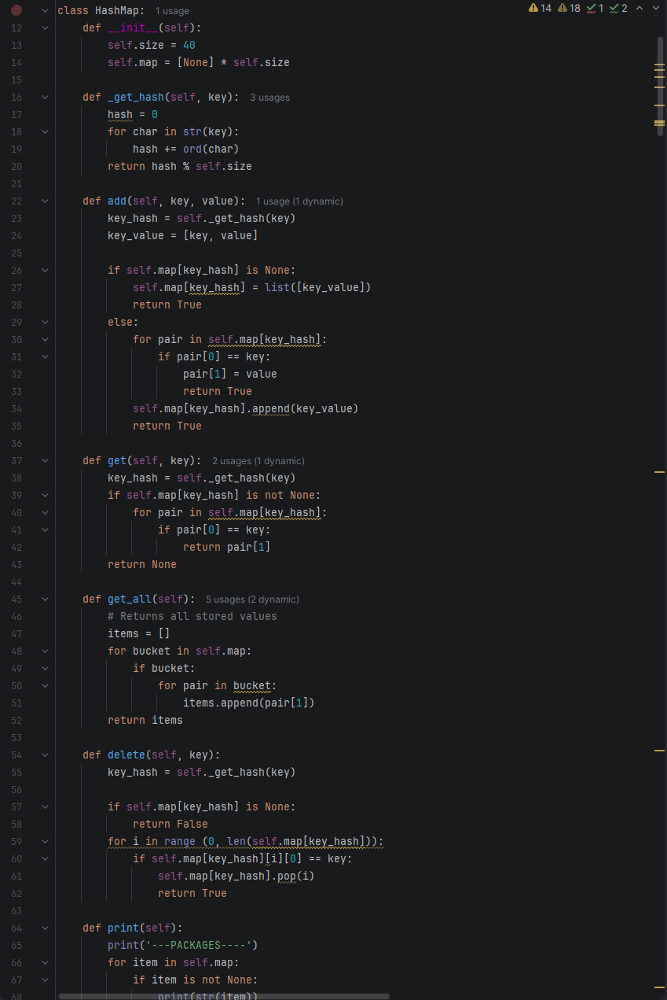 class HashMap: 1 usage 14 18 1 2
12 def __init__(self):
13 self.size = 40
14 self.map = [None] * self.size
15
16 def _get_hash(self, key): 3 usages
17 hash = 0
18 for char in str(key):
19 hash += ord(char)
20 return hash % self.size
21
22 def add(self, key, value): 1 usage (1 dynamic)
23 key_hash = self._get_hash(key)
24 key_value = [key, value]
25
26 if self.map[key_hash] is None:
27 self.map[key_hash] = list([key_value])
28 return True
29 else:
30 for pair in self.map[key_hash]:
31 if pair[0] == key:
32 pair[1] = value
33 return True
34 self.map[key_hash].append(key_value)
35 return True
36
37 def get(self, key): 2 usages (1 dynamic)
38 key_hash = self._get_hash(key)
39 if self.map[key_hash] is not None:
40 for pair in self.map[key_hash]:
41 if pair[0] == key:
42 return pair[1]
43 return None
44
45 def get_all(self): 5 usages (2 dynamic)
46 # Returns all stored values
47 items = []
48 for bucket in self.map:
49 if bucket:
50 for pair in bucket:
51 items.append(pair[1])
52 return items
53
54 def delete(self, key):
55 key_hash = self._get_hash(key)
56
57 if self.map[key_hash] is None:
58 return False
59 for i in range (0, len(self.map[key_hash])):
60 if self.map[key_hash][i][0] == key:
61 self.map[key_hash].pop(i)
62 return True
63
64 def print(self):
65 print('---PACKAGES----')
66 for item in self.map:
67 if item is not None:
68 print(str(item))